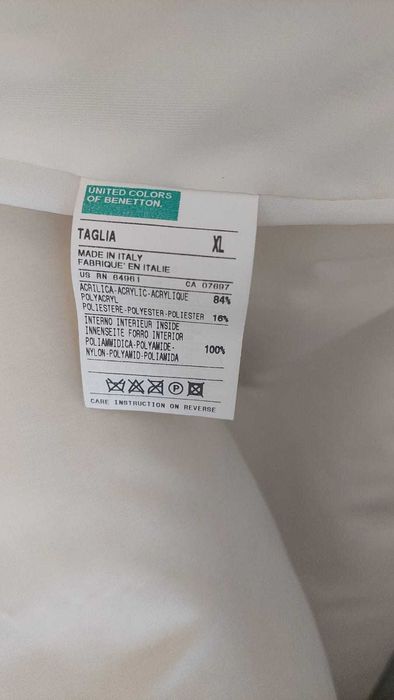 UNITED COLORS
OF BENETTON.
TAGLIA XL
MADE IN ITALY
FABRIQUE' EN ITALIE
US RN 64961 CA 07897
ACRILICA-ACRYLIC-ACRYLIQUE
POLYACRYL 84%
POLIESTERE-POLYESTER-POLIESTER 16%
INTERNO INTERIEUR INSIDE
INNENSEITE FORRO INTERIOR
POLIAMMIDICA-POLYAMIDE-
NYLON-POLYAMID-POLIAMIDA 100%
P
CARE INSTRUCTION ON REVERSE